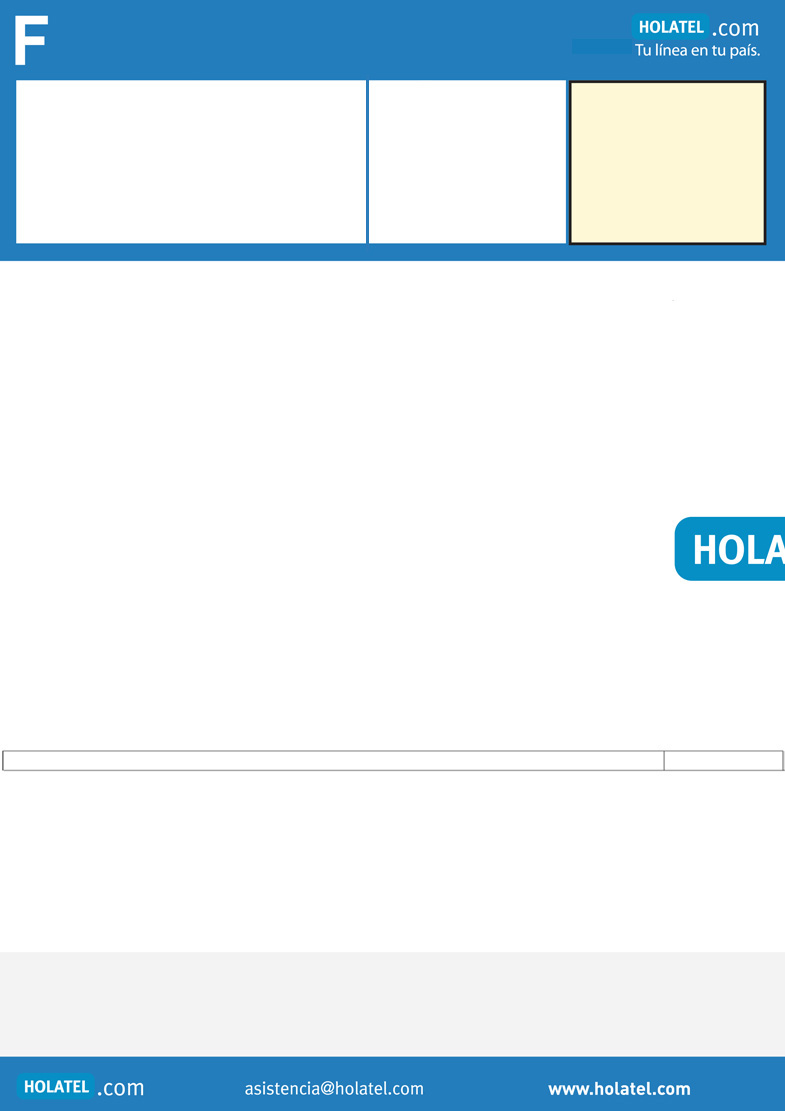 F
HOLATEL.com
Tu línea en tu país.
HOLA
HOLATEL.com
asistencia@holatel.com
www.holatel.com